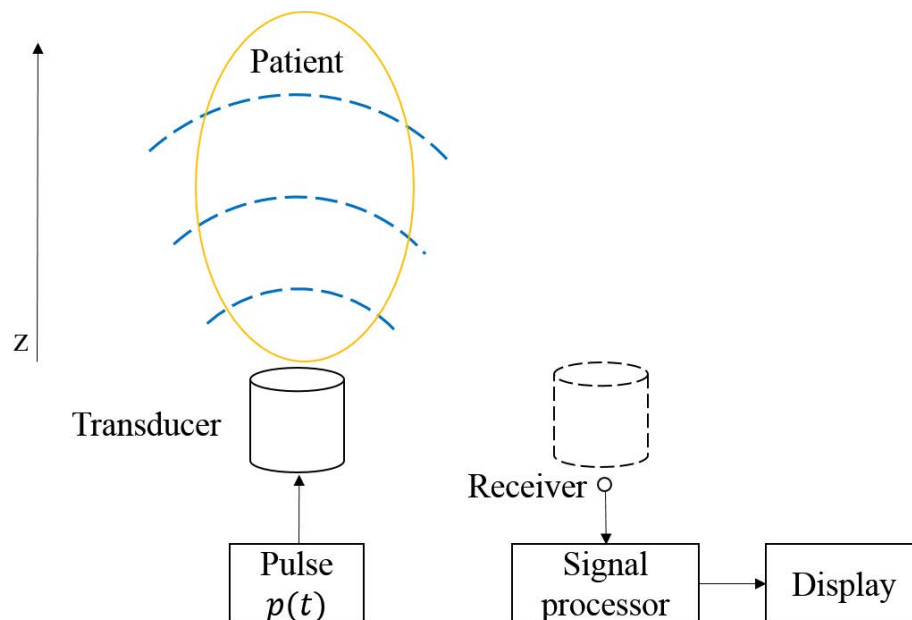 Patient
z
Transducer
Receiver
Pulse
p(t)
Signal
processor
Display